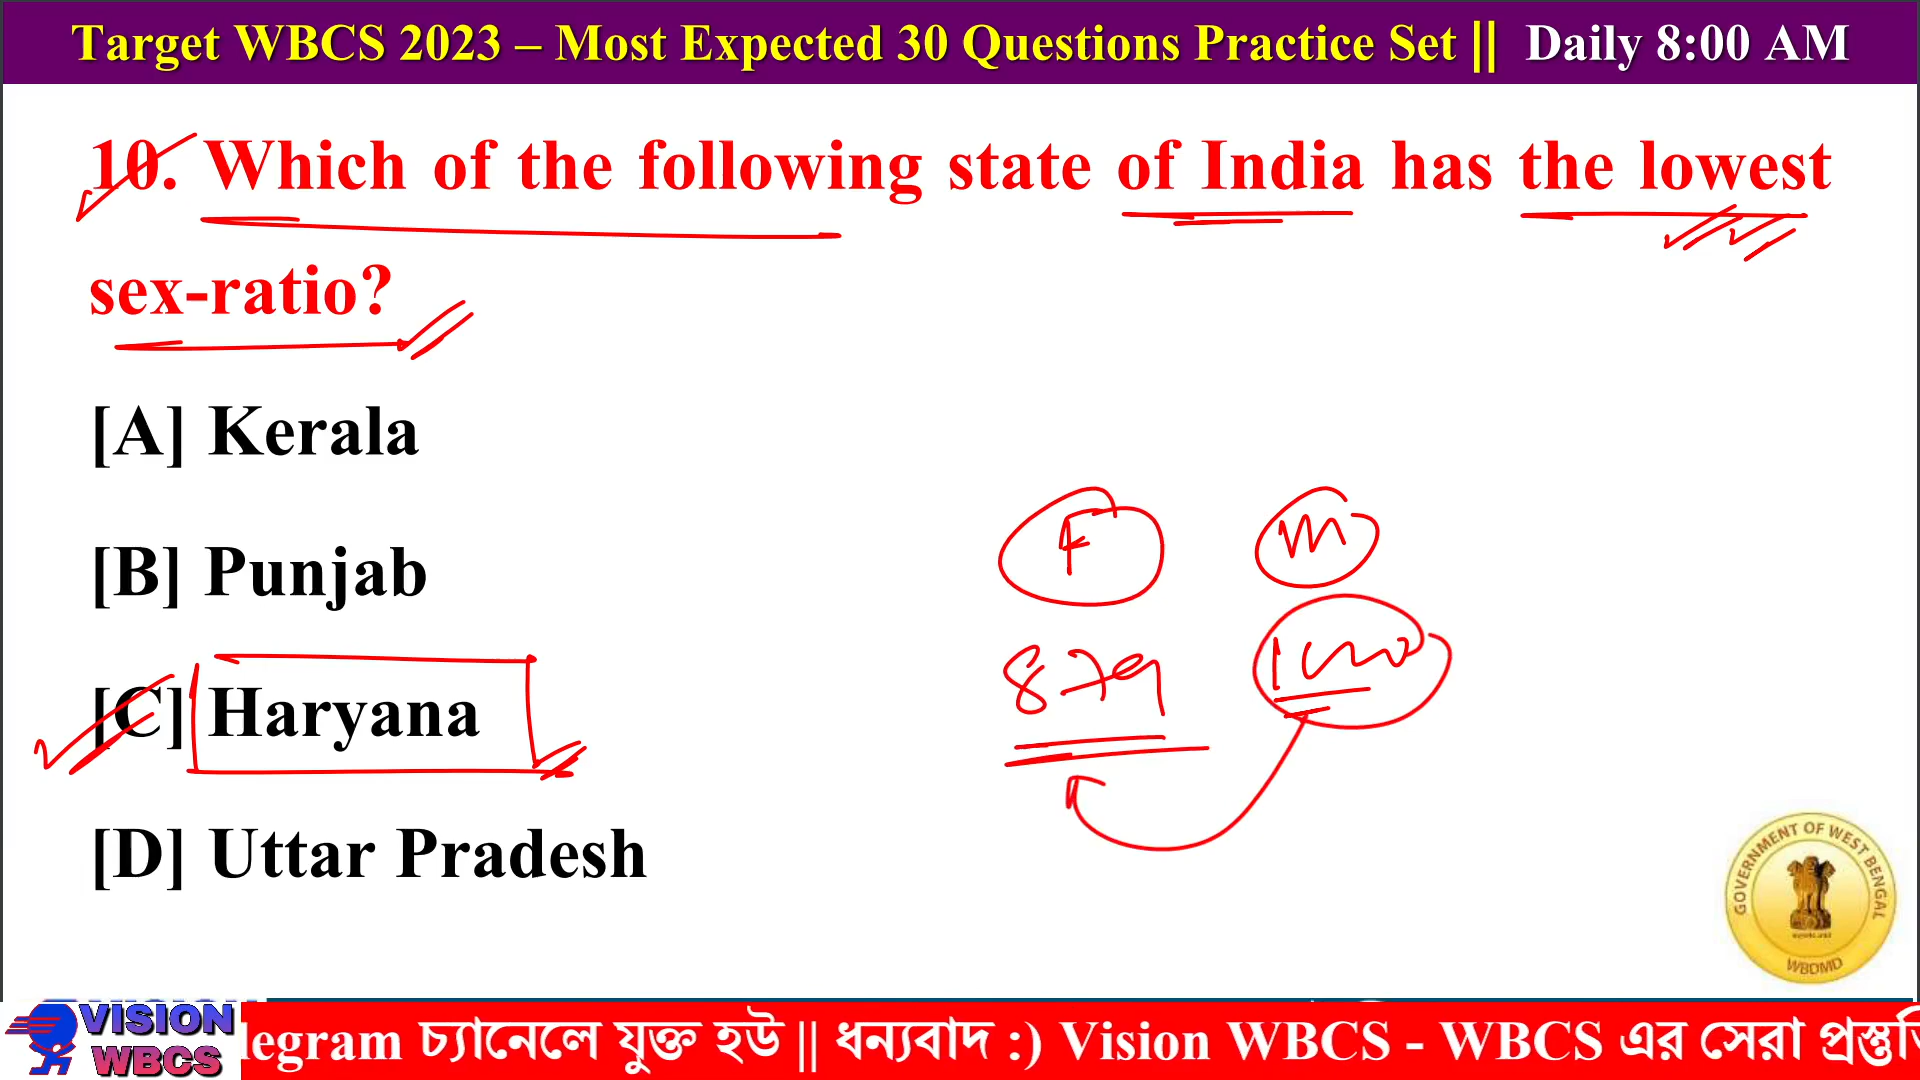 Target WBCS 2023 – Most Expected 30 Questions Practice Set || Daily 8:00 AM
10. Which of the following state of India has the lowest
sex-ratio?
[A] Kerala
[B] Punjab
[C] Haryana
[D] Uttar Pradesh
F M
879 1000
GOVERNMENT OF WEST BENGAL
WBDMD
VISION
WBCS
legram চ্যানেলে যুক্ত হউ || ধন্যবাদ :) Vision WBCS - WBCS এর সেরা প্রস্তুতি